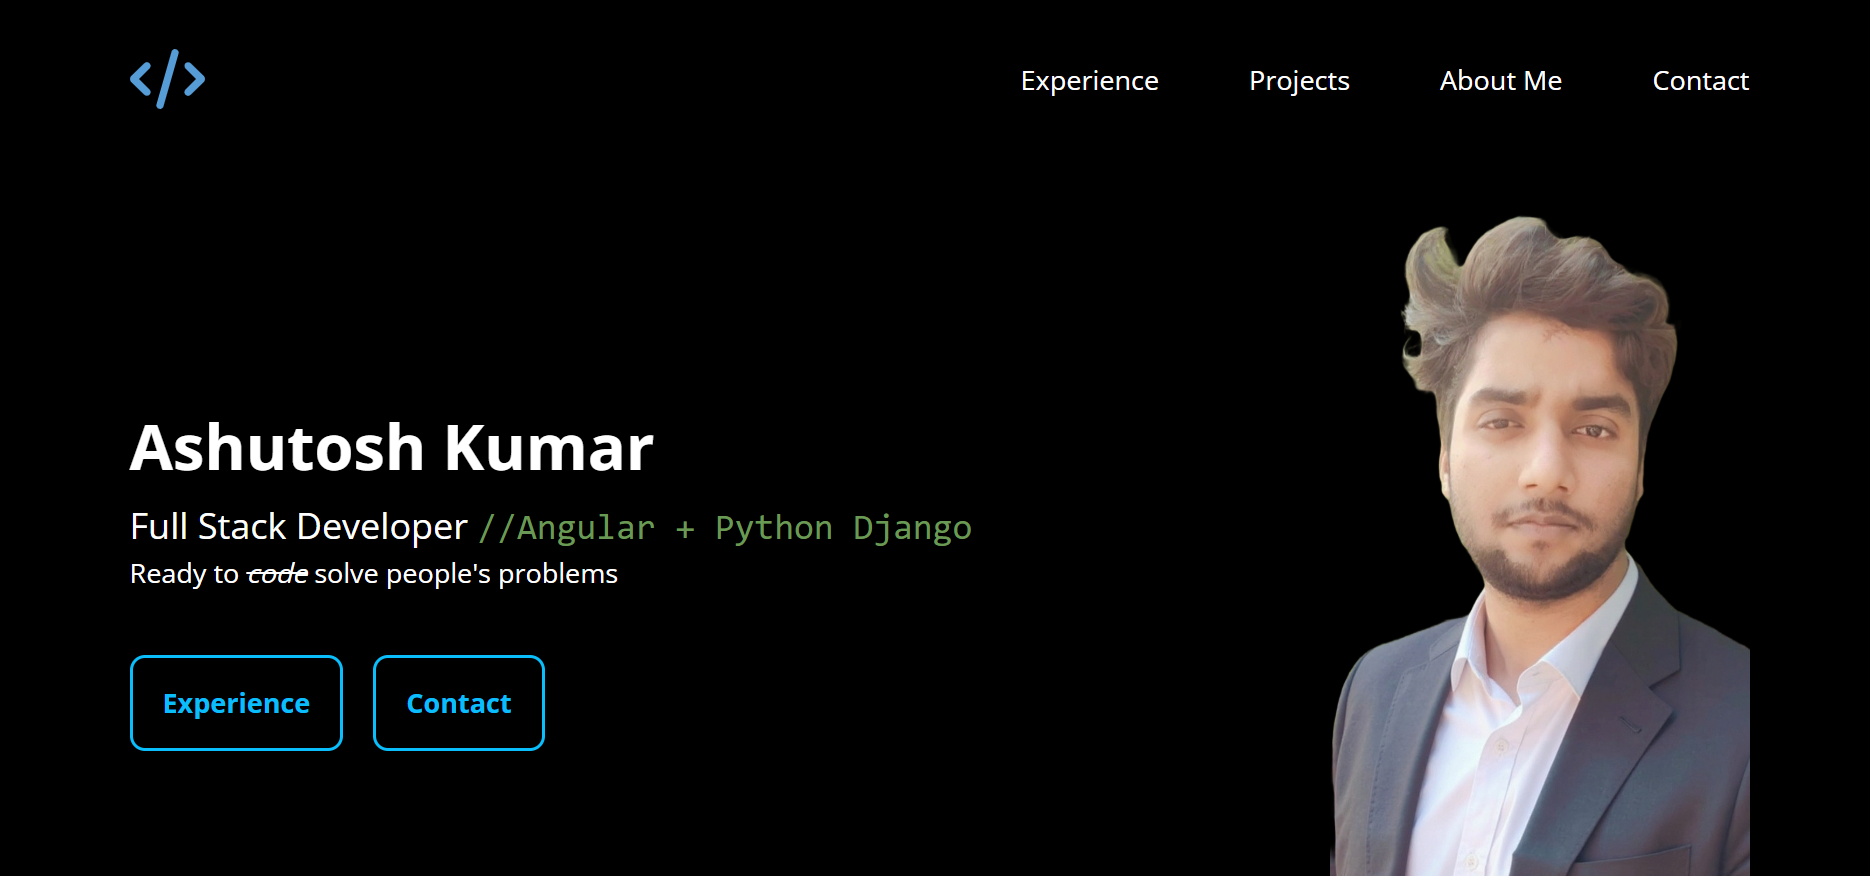 </>
Experience Projects About Me Contact
Ashutosh Kumar
Full Stack Developer //Angular + Python Django
Ready to code solve people's problems
Experience Contact